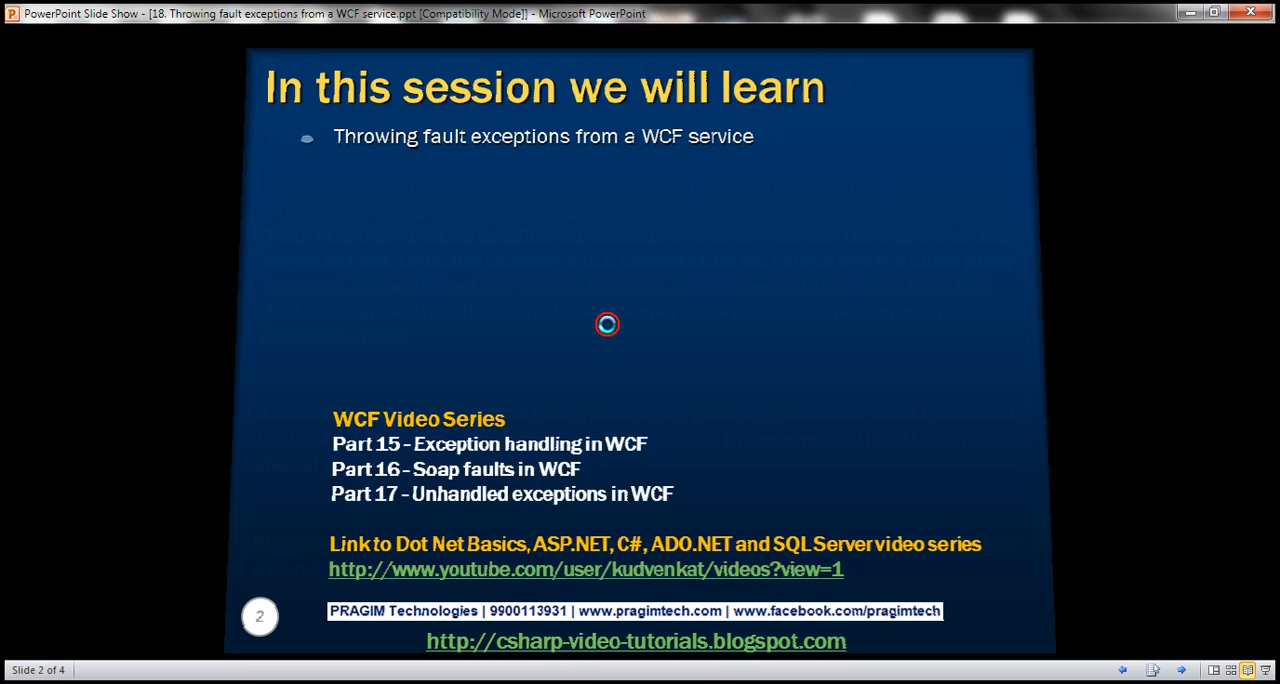 PowerPoint Slide Show - [18. Throwing fault exceptions from a WCF service.ppt [Compatibility Mode]] - Microsoft PowerPoint
In this session we will learn
Throwing fault exceptions from a WCF service
WCF Video Series
Part 15 - Exception handling in WCF
Part 16 - Soap faults in WCF
Part 17 - Unhandled exceptions in WCF
Link to Dot Net Basics, ASP.NET, C#, ADO.NET and SQL Server video series
http://www.youtube.com/user/kudvenkat/videos?view=1
2
PRAGIM Technologies | 9900113931 | www.pragimtech.com | www.facebook.com/pragimtech
http://csharp-video-tutorials.blogspot.com
Slide 2 of 4